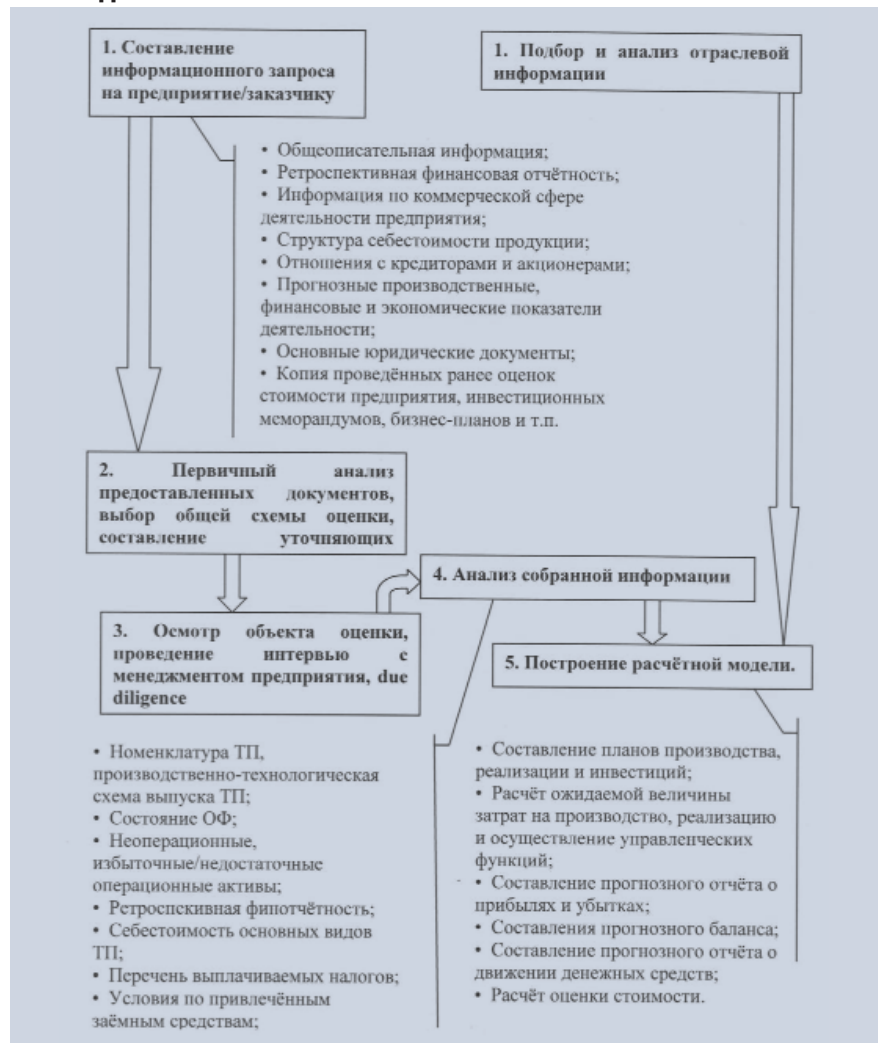 1. Составление
информационного запроса
на предприятие/заказчику
1. Подбор и анализ отраслевой
информации
• Общеописательная информация;
• Ретроспективная финансовая отчётность;
• Информация по коммерческой сфере
деятельности предприятия;
• Структура себестоимости продукции;
• Отношения с кредиторами и акционерами;
• Прогнозные производственные,
финансовые и экономические показатели
деятельности;
• Основные юридические документы;
• Копия проведённых ранее оценок
стоимости предприятия, инвестиционных
меморандумов, бизнес-планов и т.п.
2. Первичный анализ
предоставленных документов,
выбор общей схемы оценки,
составление уточняющих
3. Осмотр объекта оценки,
проведение интервью с
менеджментом предприятия, due
diligence
4. Анализ собранной информации
5. Построение расчётной модели.
• Номенклатура ТП,
производственно-технологическая
схема выпуска ТП;
• Состояние ОФ;
• Неоперационные,
избыточные/недостаточные
операционные активы;
• Ретроспекивная финотчётность;
• Себестоимость основных видов
ТП;
• Перечень выплачиваемых налогов;
• Условия по привлечённым
заёмным средствам;
• Составление планов производства,
реализации и инвестиций;
• Расчёт ожидаемой величины
затрат на производство, реализацию
и осуществление управленческих
функций;
• Составление прогнозного отчёта о
прибылях и убытках;
• Составления прогнозного баланса;
• Составление прогнозного отчёта о
движении денежных средств;
• Расчёт оценки стоимости.